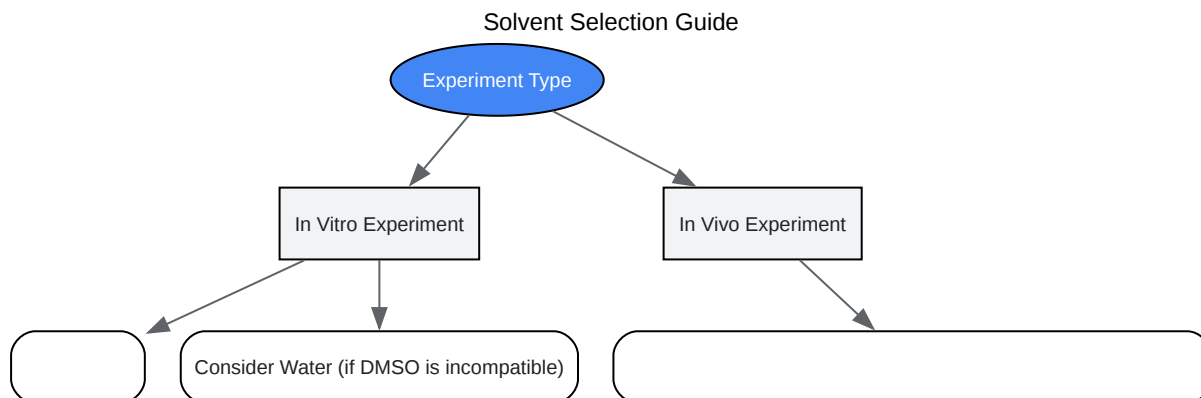 Solvent Selection Guide
Experiment Type
In Vitro Experiment
In Vivo Experiment
Consider Water (if DMSO is incompatible)